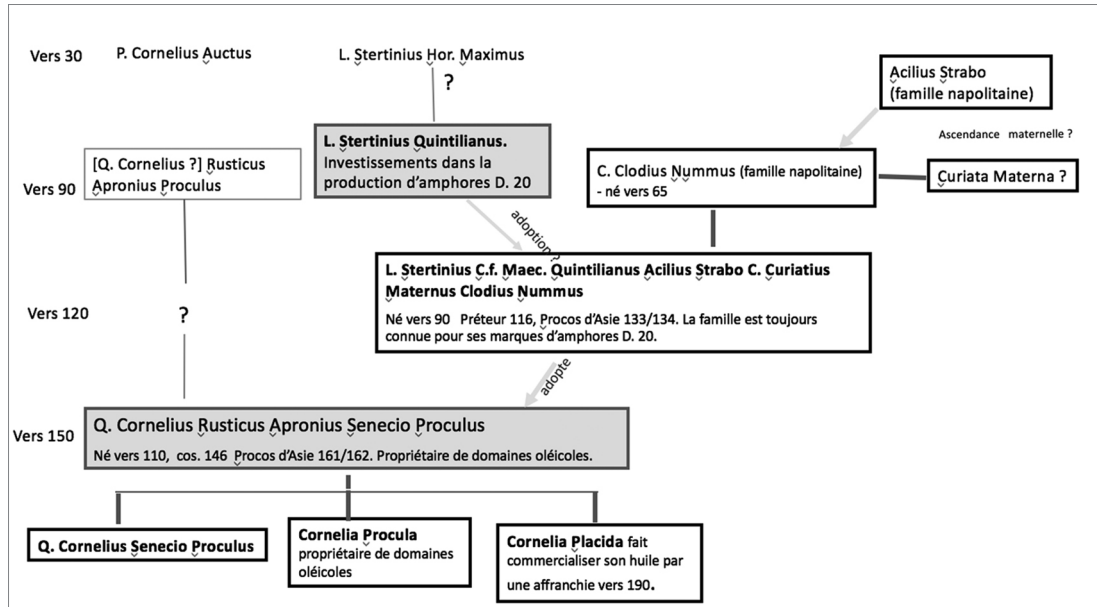 Vers 30
P. Cornelius Auctus
L. Stertinius Hor. Maximus
?
Acilius Strabo
(famille napolitaine)
Ascendance maternelle ?
L. Stertinius Quintilianus.
Investissements dans la
production d’amphores D. 20
Vers 90
[Q. Cornelius ?] Rusticus
Apronius Proculus
C. Clodius Nummus (famille napolitaine)
- né vers 65
Curiata Materna ?
adoption ?
L. Stertinius C.f. Maec. Quintilianus Acilius Strabo C. Curiatius
Maternus Clodius Nummus
Né vers 90 Préteur 116, Procos d’Asie 133/134. La famille est toujours
connue pour ses marques d’amphores D. 20.
Vers 120
?
adopte
Vers 150
Q. Cornelius Rusticus Apronius Senecio Proculus
Né vers 110, cos. 146 Procos d’Asie 161/162. Propriétaire de domaines oléicoles.
Q. Cornelius Senecio Proculus
Cornelia Procula
propriétaire de domaines
oléicoles
Cornelia Placida fait
commercialiser son huile par
une affranchie vers 190.